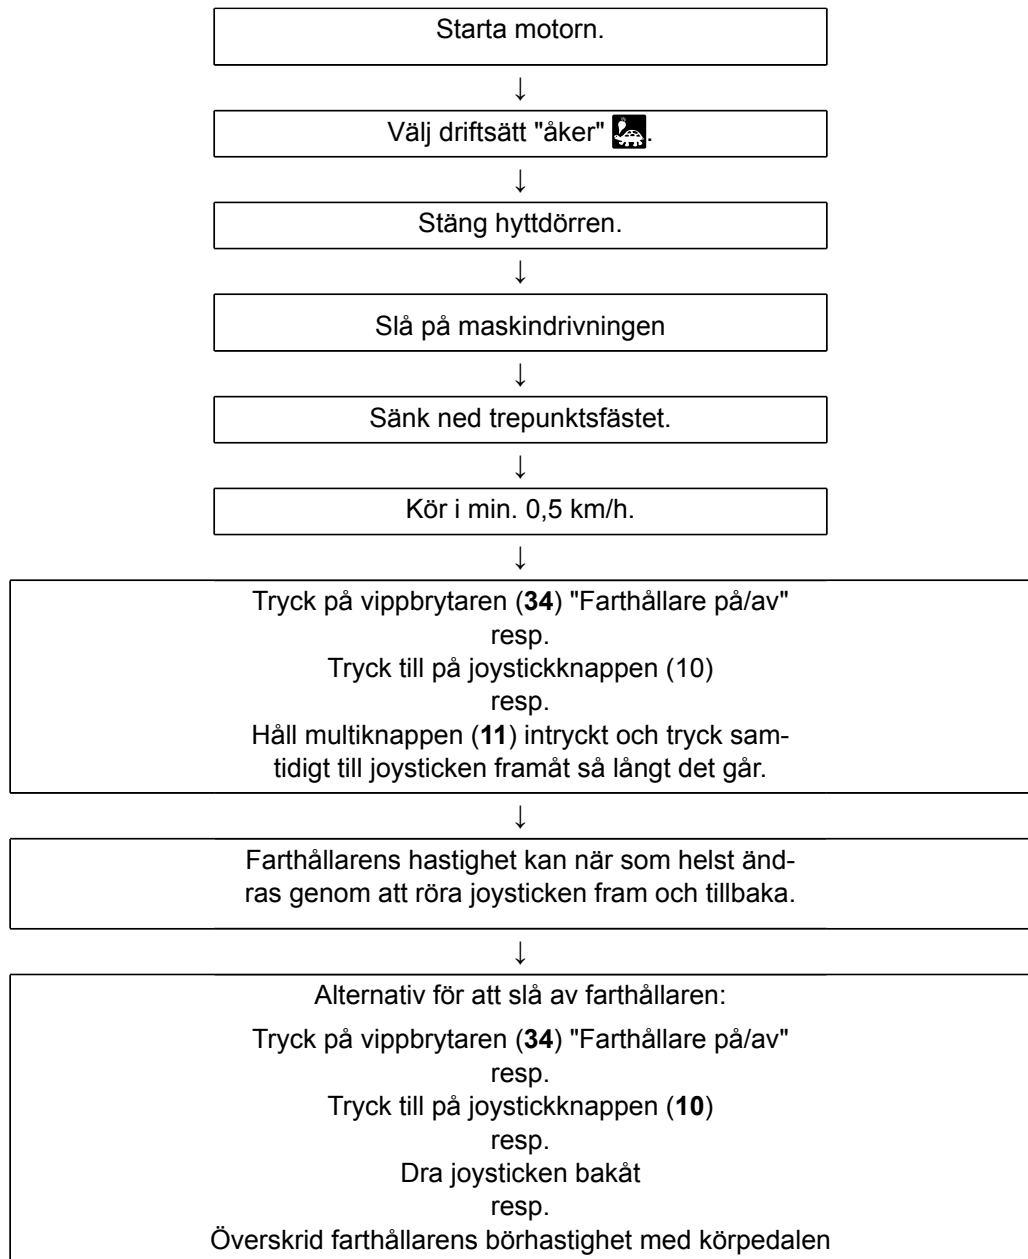 Starta motorn.
↓
Välj driftsätt "åker" .
↓
Stäng hyttdörren.
↓
Slå på maskindrivningen
↓
Sänk ned trepunktsfästet.
↓
Kör i min. 0,5 km/h.
↓
Tryck på vippbrytaren (34) "Farthållare på/av"
resp.
Tryck till på joystickknappen (10)
resp.
Håll multiknappen (11) intryckt och tryck sam-
tidigt till joysticken framåt så långt det går.
↓
Farthållarens hastighet kan när som helst änd-
ras genom att röra joysticken fram och tillbaka.
↓
Alternativ för att slå av farthållaren:
Tryck på vippbrytaren (34) "Farthållare på/av"
resp.
Tryck till på joystickknappen (10)
resp.
Dra joysticken bakåt
resp.
Överskrid farthållarens börhastighet med körpedalen